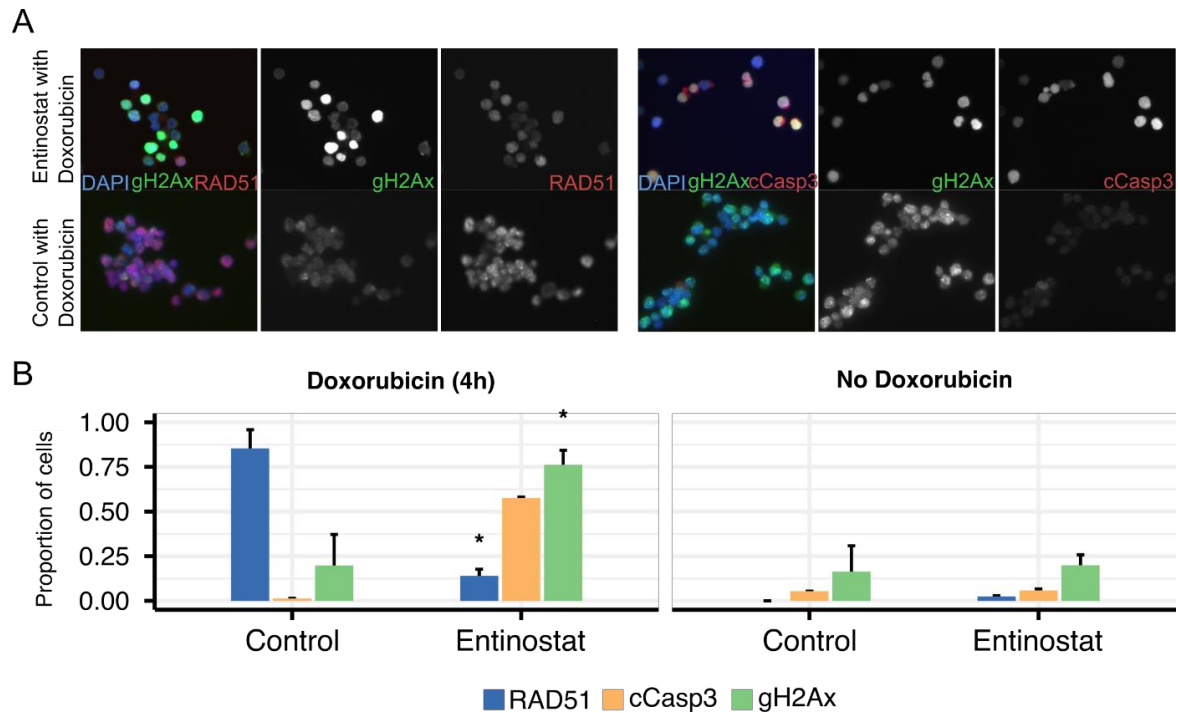 A
Entinostat with
Doxorubicin
DAPI gH2Ax RAD51
gH2Ax
RAD51
DAPI gH2Ax cCasp3
gH2Ax
cCasp3
Control with
Doxorubicin
B
Doxorubicin (4h)
No Doxorubicin
Proportion of cells
1.00
0.75
0.50
0.25
0.00
*
*
Control
Entinostat
Control
Entinostat
RAD51 cCasp3 gH2Ax